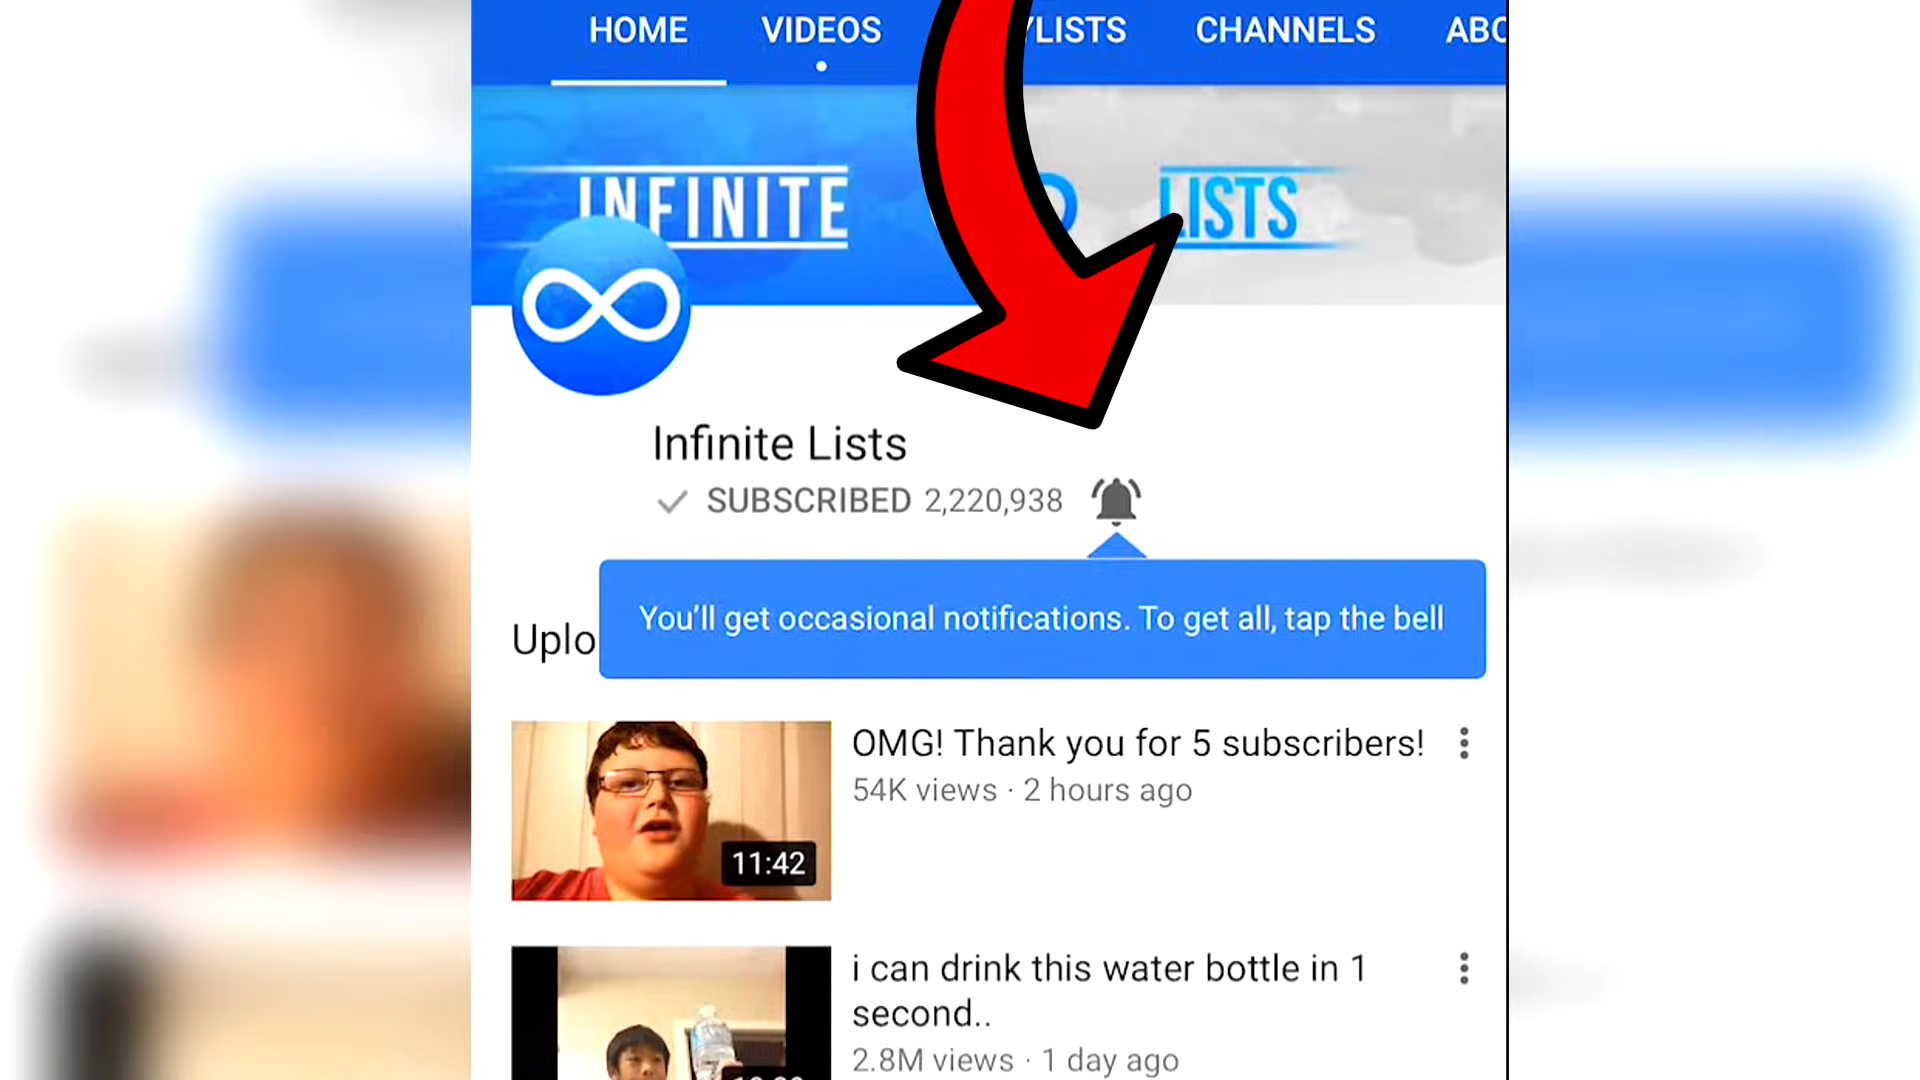 HOME VIDEOS YLISTS CHANNELS ABO
INFINITE LISTS
Infinite Lists
SUBSCRIBED 2,220,938
You'll get occasional notifications. To get all, tap the bell
Uplo
OMG! Thank you for 5 subscribers!
54K views · 2 hours ago
11:42
i can drink this water bottle in 1
second..
2.8M views · 1 day ago